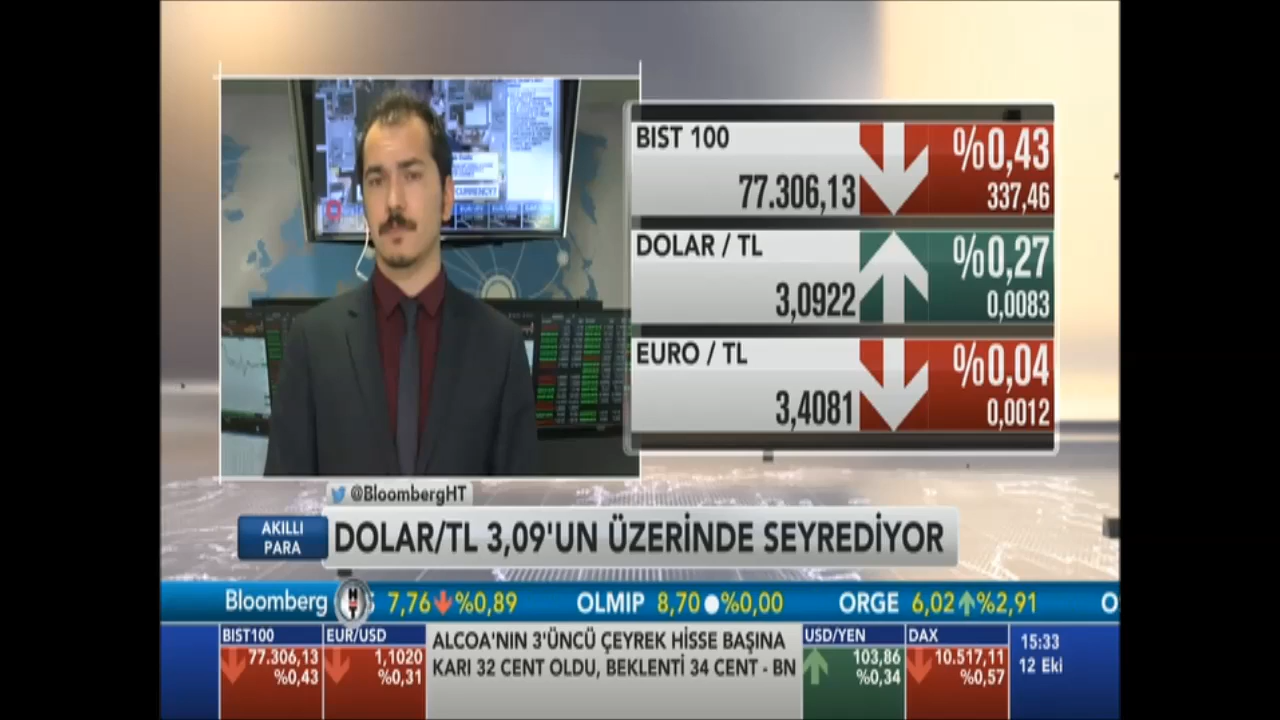 CURRENCY?
BIST 100
77.306,13
%0,43
337,46
DOLAR / TL
3,0922
%0,27
0,0083
EURO / TL
3,4081
%0,04
0,0012
@BloombergHT
AKILLI
PARA
DOLAR/TL 3,09'UN ÜZERİNDE SEYREDİYOR
Bloomberg HT 7,76 %0,89 OLMIP 8,70 %0,00 ORGE 6,02 %2,91 O
BIST100
77.306,13
%0,43
EUR/USD
1,1020
%0,31
ALCOA'NIN 3'ÜNCÜ ÇEYREK HİSSE BAŞINA
KARI 32 CENT OLDU, BEKLENTİ 34 CENT - BN
USD/YEN
103,86
%0,34
DAX
10.517,11
%0,57
15:33
12 Eki